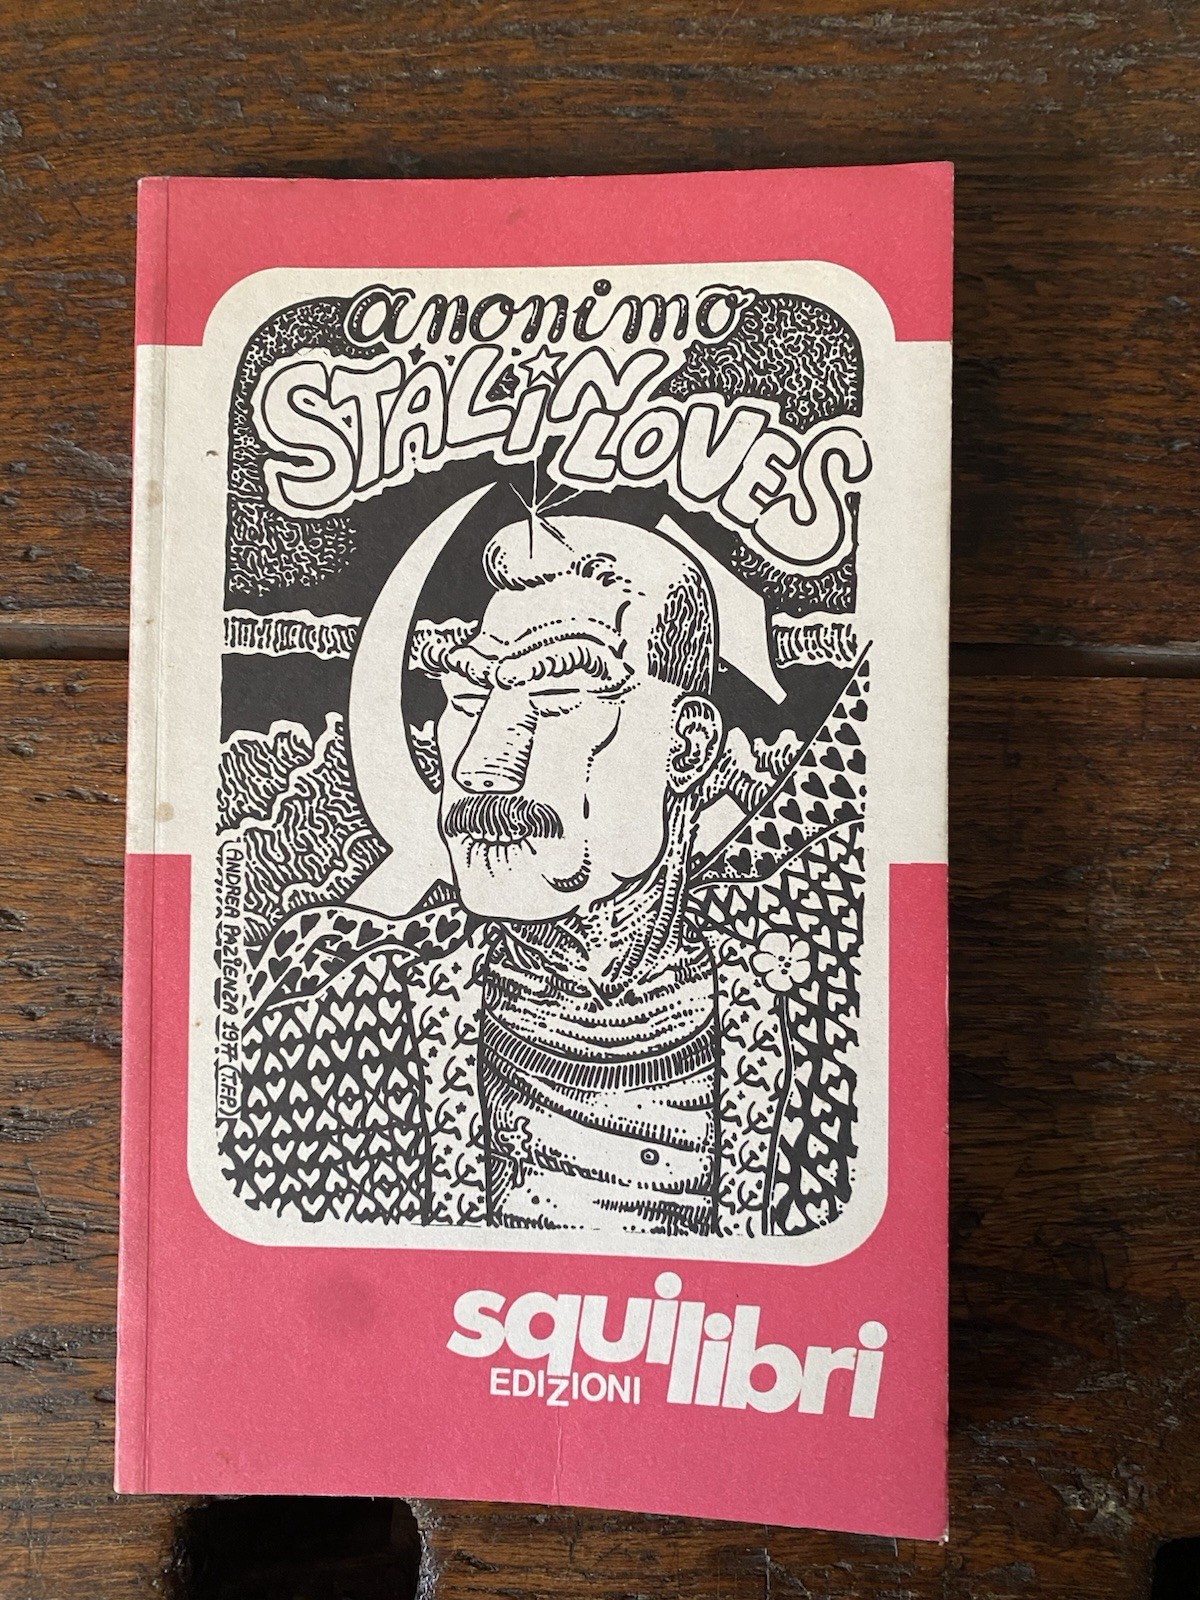 anonimo
STALiN LOVES
(ANDREA PAZiENZA 1977 (T.F.P.)
squilibri
EDIZIONI